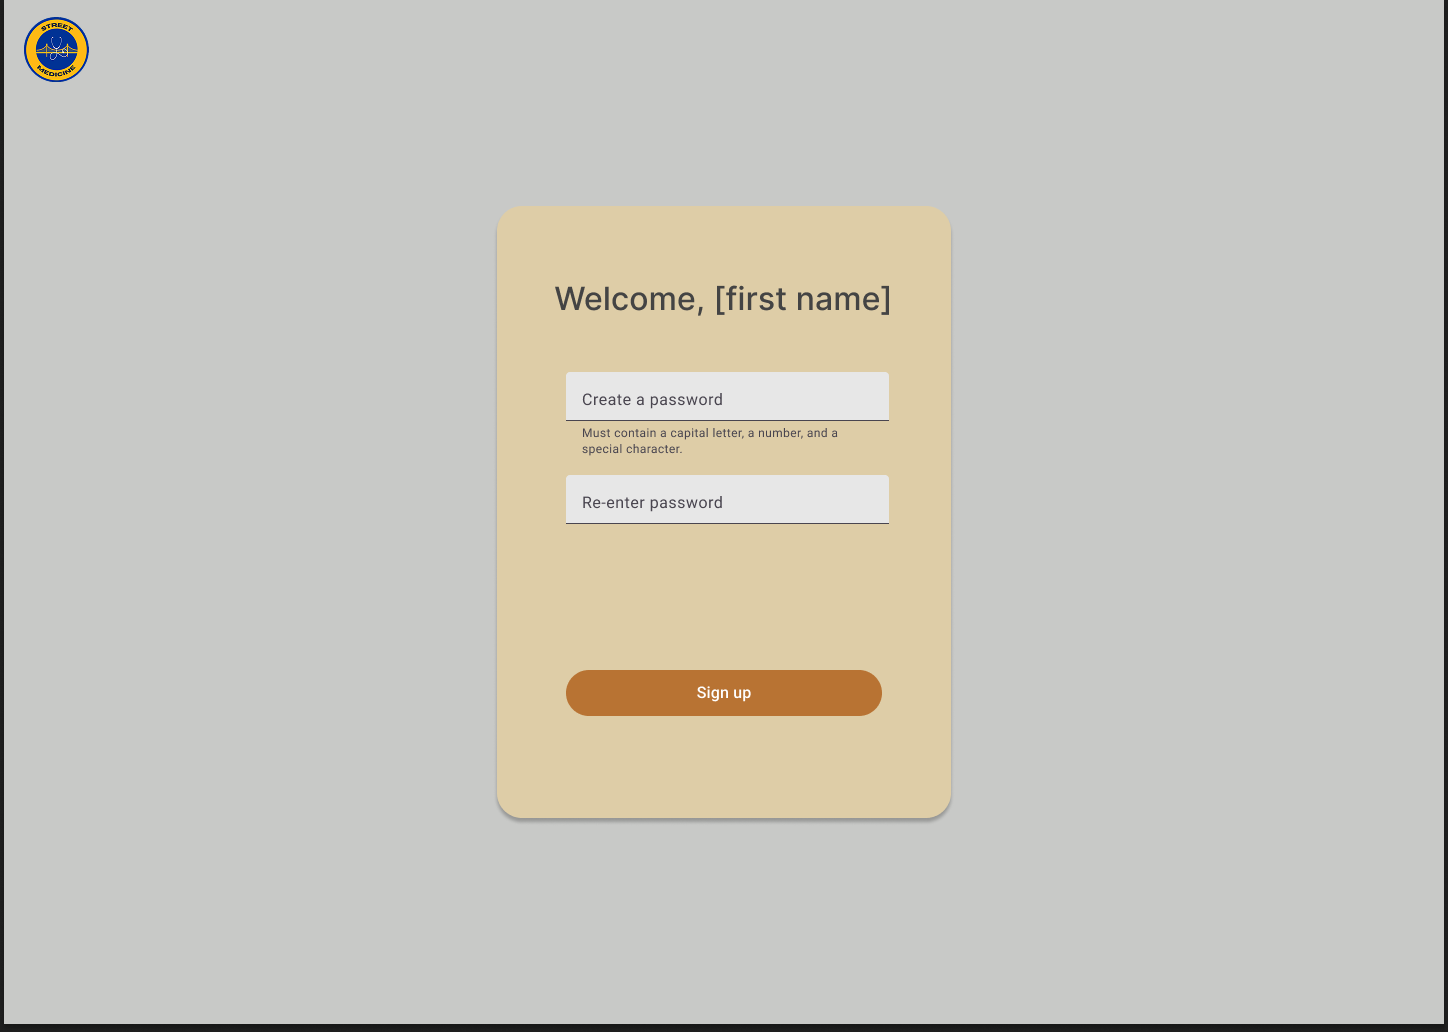 STREET
MEDICINE
Welcome, [first name]
Create a password
Must contain a capital letter, a number, and a
special character.
Re-enter password
Sign up